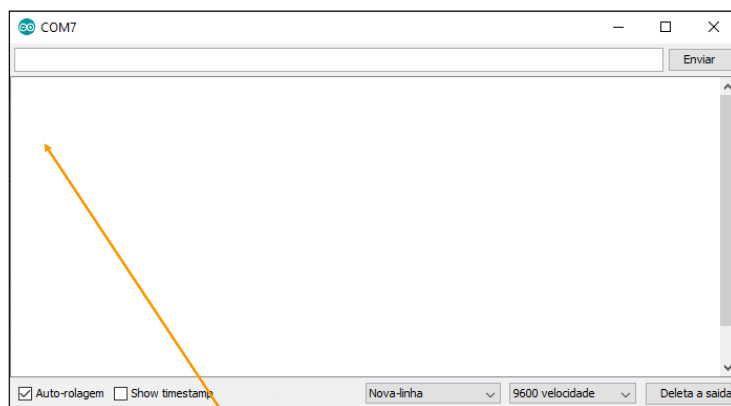 COM7
Enviar
Auto-rolagem Show timestamp Nova-linha 9600 velocidade Deleta a saida